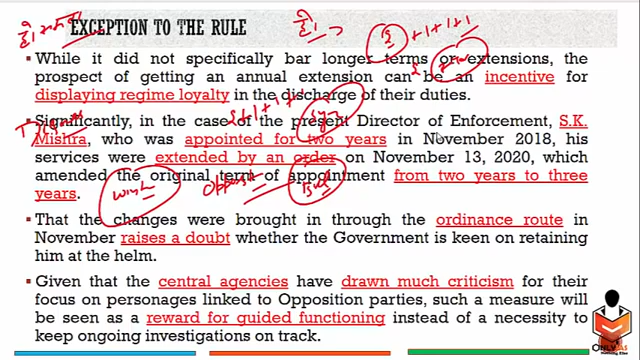 EXCEPTION TO THE RULE
While it did not specifically bar longer terms or extensions, the
prospect of getting an annual extension can be an incentive for
displaying regime loyalty in the discharge of their duties.
Significantly, in the case of the present Director of Enforcement, S.K.
Mishra, who was appointed for two years in November 2018, his
services were extended by an order on November 13, 2020, which
amended the original term of appointment from two years to three
years.
That the changes were brought in through the ordinance route in
November raises a doubt whether the Government is keen on retaining
him at the helm.
Given that the central agencies have drawn much criticism for their
focus on personages linked to Opposition parties, such a measure will
be seen as a reward for guided functioning instead of a necessity to
keep ongoing investigations on track.